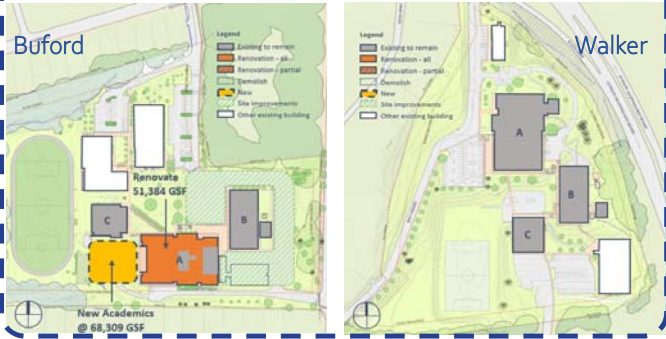 Buford
Legend
Existing to remain
Renovation - all
Renovation - partial
Demolish
New
Site improvements
Other existing building
Renovate
51,384 GSF
C
B
A
New Academics
@ 68,309 GSF
Walker
Legend
Existing to remain
Renovation - all
Renovation - partial
Demolish
New
Site improvements
Other existing building
A
B
C